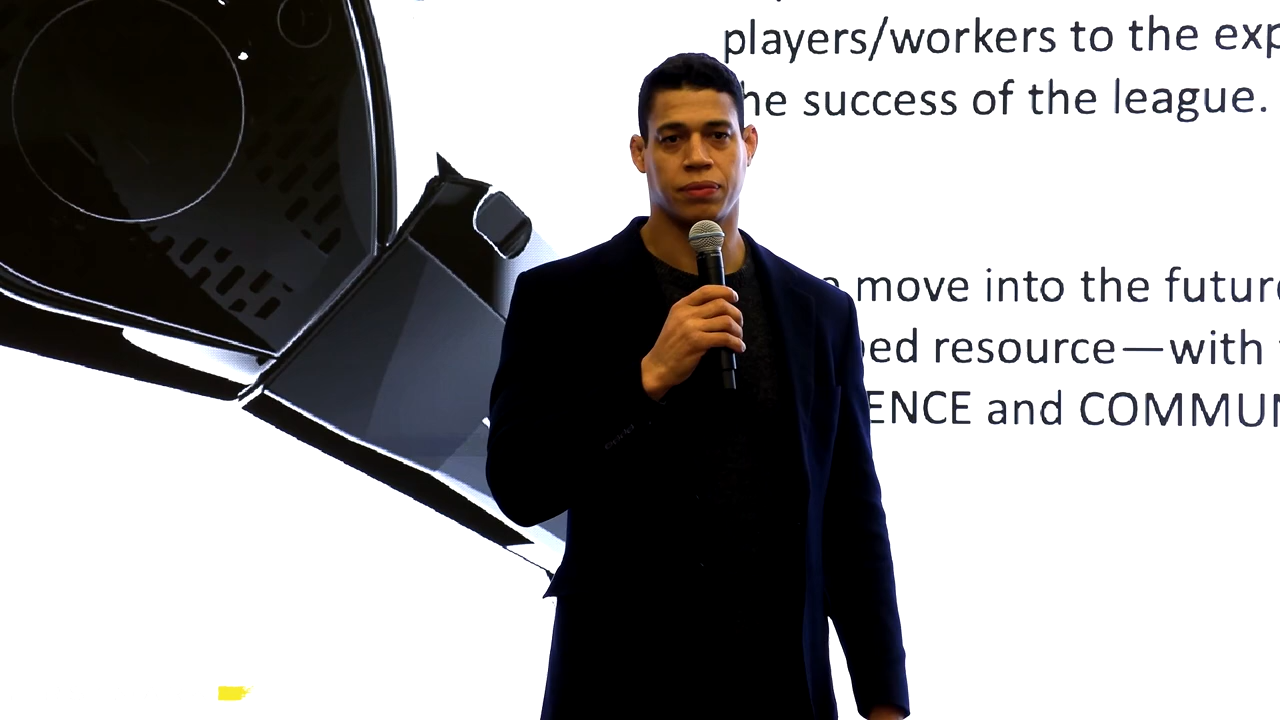 players/workers to the exp
he success of the league.
move into the future
ed resource—with
ENCE and COMMUN